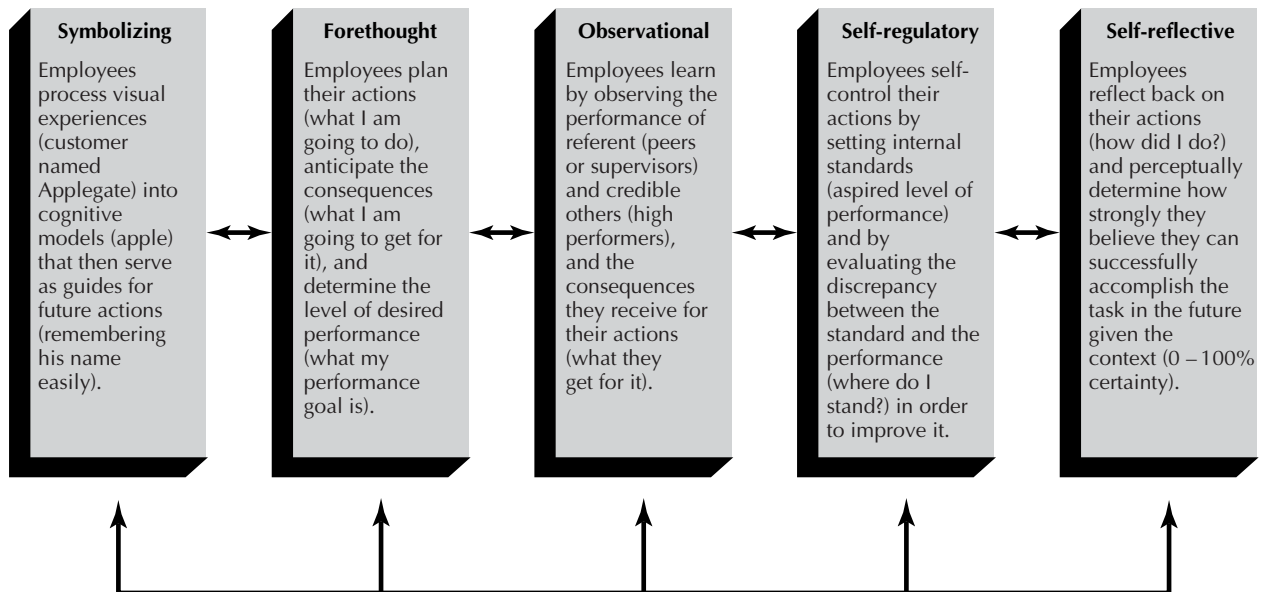 Symbolizing
Employees
process visual
experiences
(customer
named
Applegate) into
cognitive
models (apple)
that then serve
as guides for
future actions
(remembering
his name
easily).
Forethought
Employees plan
their actions
(what I am
going to do),
anticipate the
consequences
(what I am
going to get for
it), and
determine the
level of desired
performance
(what my
performance
goal is).
Observational
Employees learn
by observing the
performance of
referent (peers
or supervisors)
and credible
others (high
performers),
and the
consequences
they receive for
their actions
(what they
get for it).
Self-regulatory
Employees self-
control their
actions by
setting internal
standards
(aspired level of
performance)
and by
evaluating the
discrepancy
between the
standard and the
performance
(where do I
stand?) in order
to improve it.
Self-reflective
Employees
reflect back on
their actions
(how did I do?)
and perceptually
determine how
strongly they
believe they can
successfully
accomplish the
task in the future
given the
context (0 – 100%
certainty).